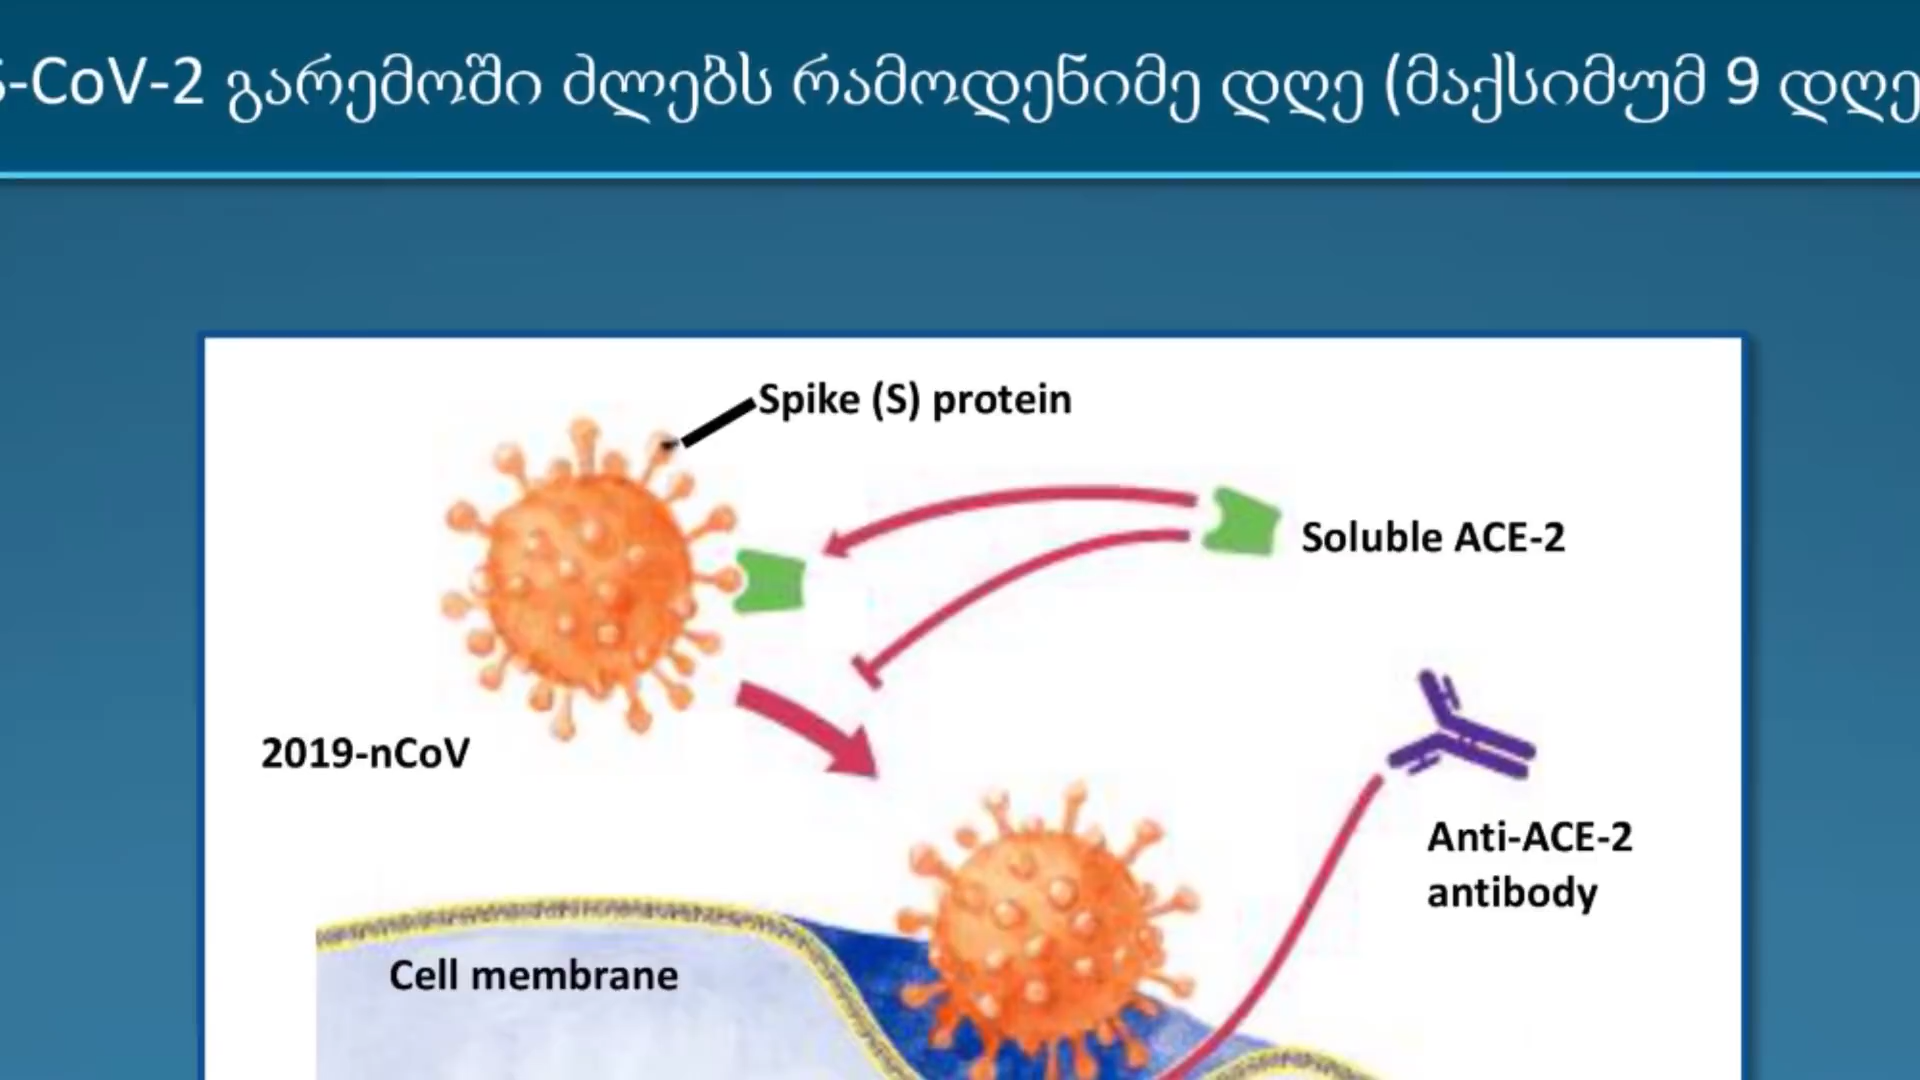 S-CoV-2 გარემოში ძლებს რამოდენიმე დღე (მაქსიმუმ 9 დღე
Spike (S) protein
Soluble ACE-2
2019-nCoV
Anti-ACE-2
antibody
Cell membrane